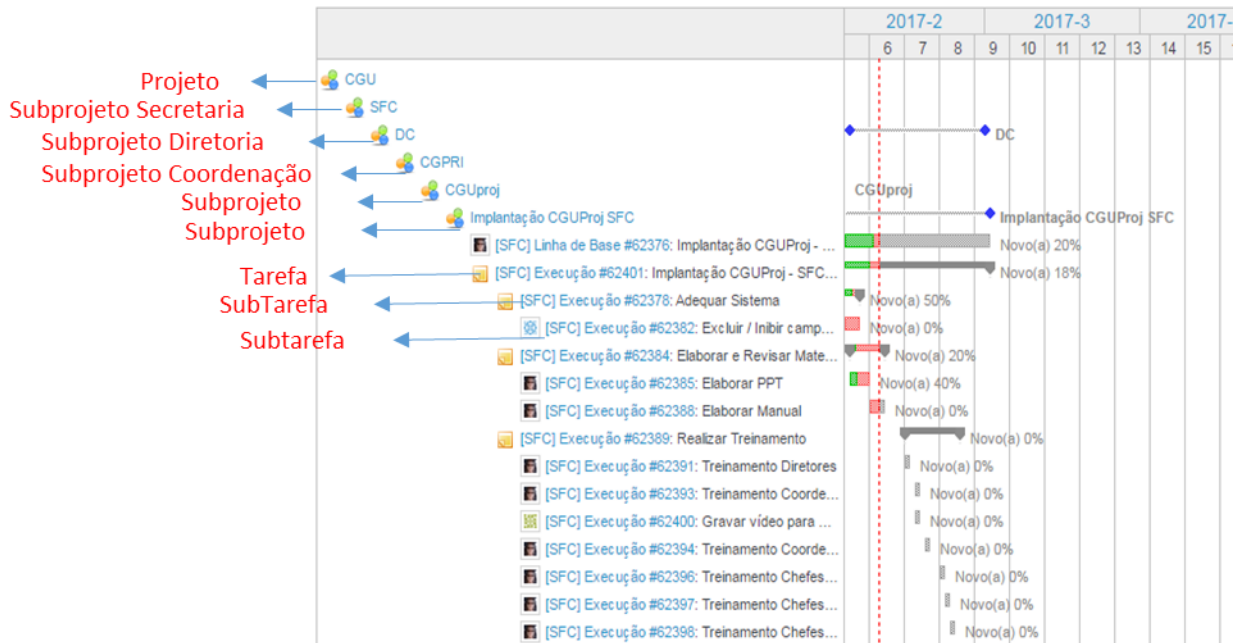 2017-2 2017-3 2017-
6 7 8 9 10 11 12 13 14 15 1
Projeto CGU
Subprojeto Secretaria SFC
Subprojeto Diretoria DC DC
Subprojeto Coordenação CGPRI
Subprojeto CGUproj CGUproj
Subprojeto Implantação CGUProj SFC Implantação CGUProj SFC
[SFC] Linha de Base #62376: Implantação CGUProj - ... Novo(a) 20%
Tarefa [SFC] Execução #62401: Implantação CGUProj - SFC... Novo(a) 18%
SubTarefa [SFC] Execução #62378: Adequar Sistema Novo(a) 50%
Subtarefa [SFC] Execução #62382: Excluir / Inibir camp... Novo(a) 0%
[SFC] Execução #62384: Elaborar e Revisar Mate... Novo(a) 20%
[SFC] Execução #62385: Elaborar PPT Novo(a) 40%
[SFC] Execução #62388: Elaborar Manual Novo(a) 0%
[SFC] Execução #62389: Realizar Treinamento Novo(a) 0%
[SFC] Execução #62391: Treinamento Diretores Novo(a) 0%
[SFC] Execução #62393: Treinamento Coorde... Novo(a) 0%
[SFC] Execução #62400: Gravar vídeo para ... Novo(a) 0%
[SFC] Execução #62394: Treinamento Coorde... Novo(a) 0%
[SFC] Execução #62396: Treinamento Chefes... Novo(a) 0%
[SFC] Execução #62397: Treinamento Chefes... Novo(a) 0%
[SFC] Execução #62398: Treinamento Chefes... Novo(a) 0%